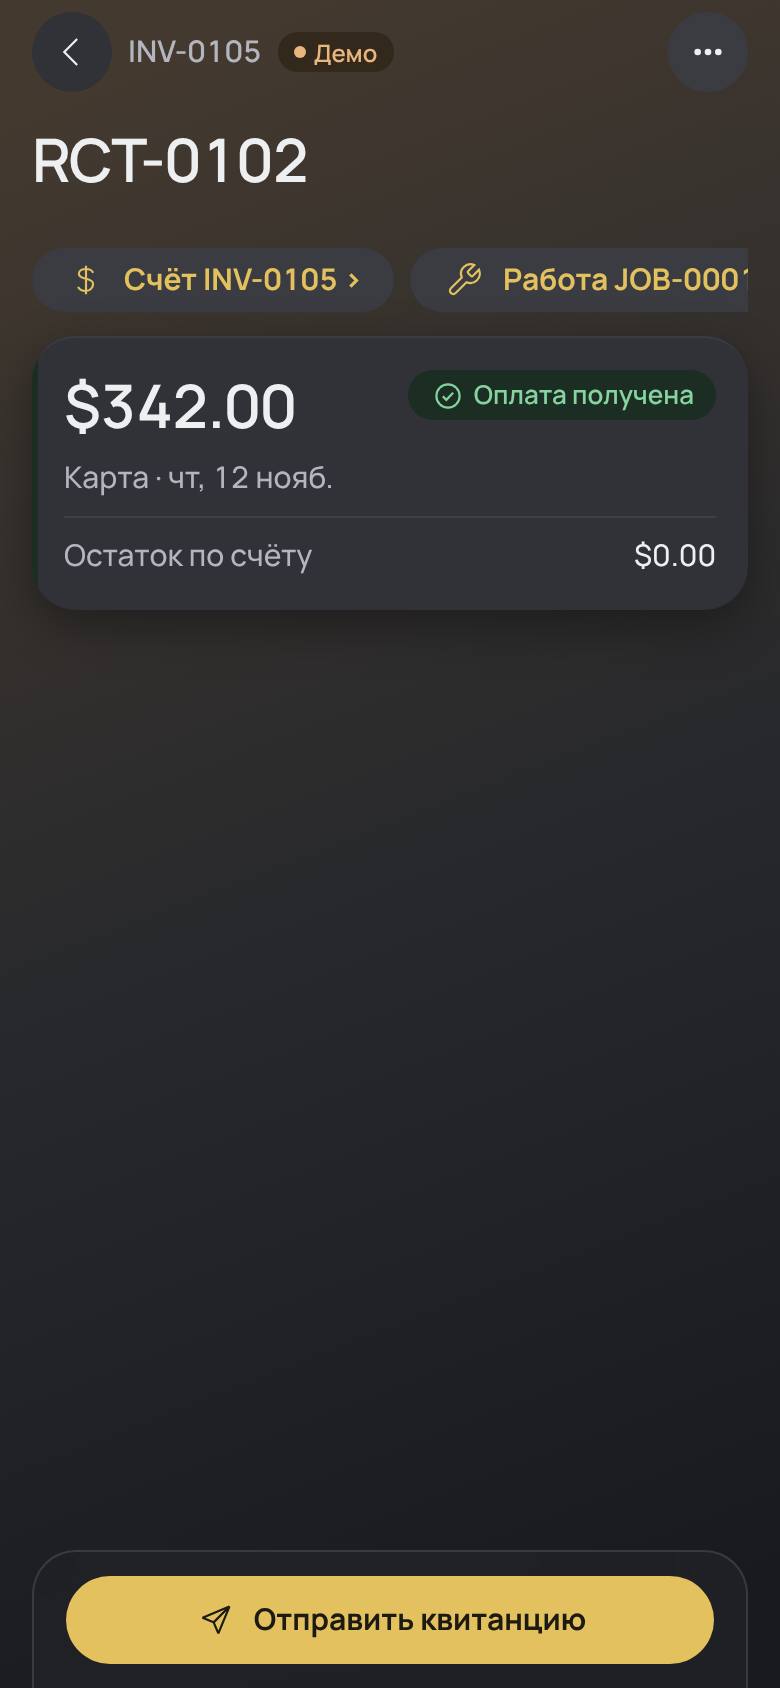 INV-0105 Демо
RCT-0102
Счёт INV-0105 Работа JOB-0001
$342.00 Оплата получена
Карта · чт, 12 нояб.
Остаток по счёту $0.00
Отправить квитанцию